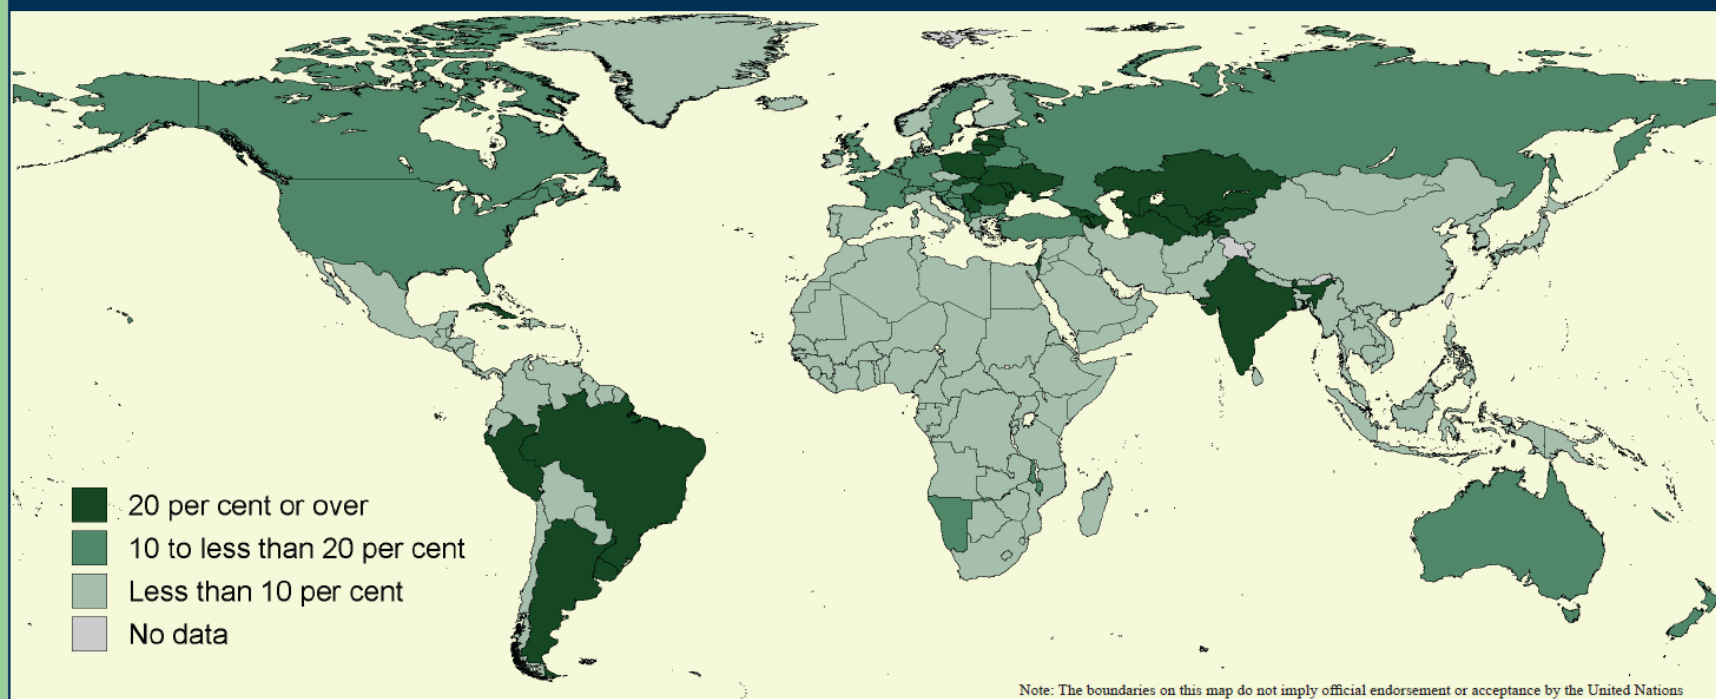 20 per cent or over
10 to less than 20 per cent
Less than 10 per cent
No data
Note: The boundaries on this map do not imply official endorsement or acceptance by the United Nations